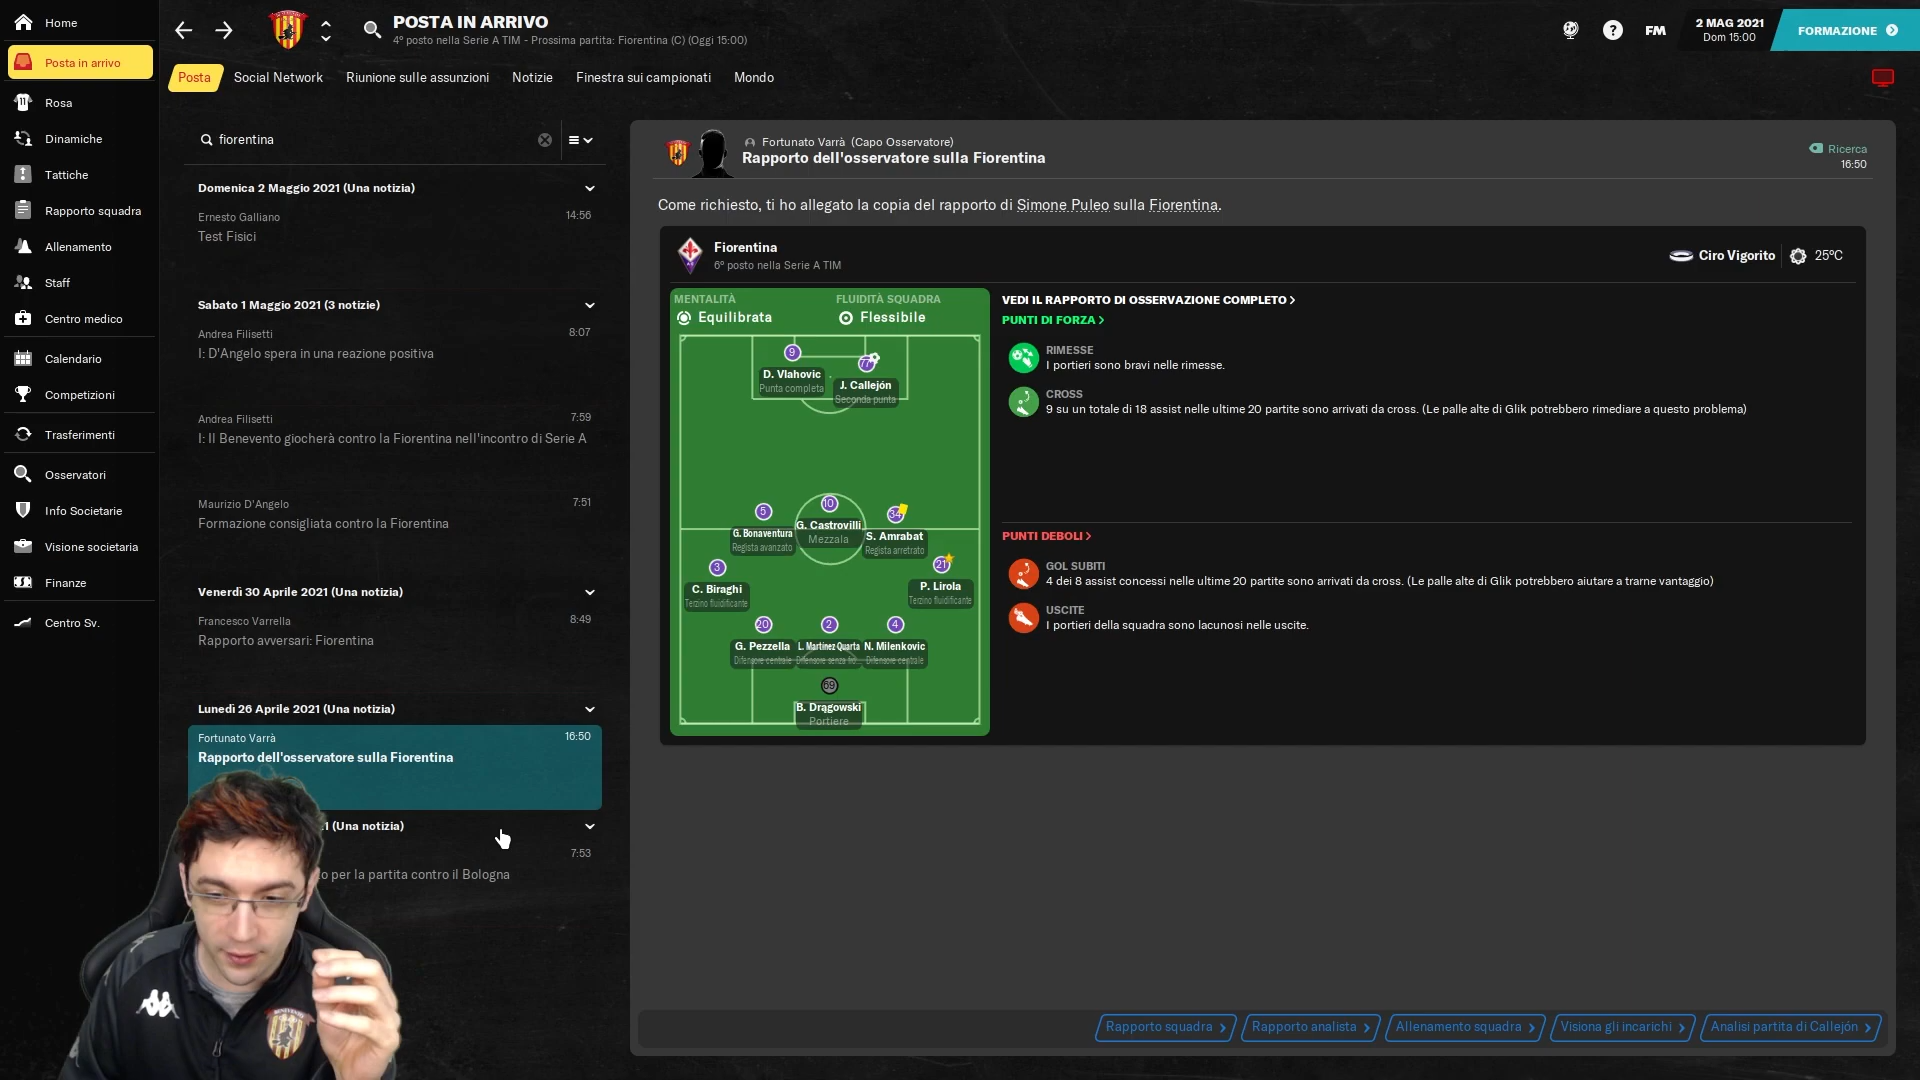 Home
Posta in arrivo
Rosa
Dinamiche
Tattiche
Rapporto squadra
Allenamento
Staff
Centro medico
Calendario
Competizioni
Trasferimenti
Osservatori
Info Societarie
Visione societaria
Finanze
Centro Sv.
POSTA IN ARRIVO
4° posto nella Serie A TIM - Prossima partita: Fiorentina (C) (Oggi 15:00)
FM
2 MAG 2021
Dom 15:00
FORMAZIONE
Posta
Social Network
Riunione sulle assunzioni
Notizie
Finestra sui campionati
Mondo
fiorentina
Domenica 2 Maggio 2021 (Una notizia)
Ernesto Galliano 14:56
Test Fisici
Sabato 1 Maggio 2021 (3 notizie)
Andrea Filisetti 8:07
I: D'Angelo spera in una reazione positiva
Andrea Filisetti 7:59
I: Il Benevento giocherà contro la Fiorentina nell'incontro di Serie A
Maurizio D'Angelo 7:51
Formazione consigliata contro la Fiorentina
Venerdì 30 Aprile 2021 (Una notizia)
Francesco Varrella 8:49
Rapporto avversari: Fiorentina
Lunedì 26 Aprile 2021 (Una notizia)
Fortunato Varrà 16:50
Rapporto dell'osservatore sulla Fiorentina
(Una notizia)
7:53
per la partita contro il Bologna
Fortunato Varrà (Capo Osservatore)
Rapporto dell'osservatore sulla Fiorentina
Ricerca
16:50
Come richiesto, ti ho allegato la copia del rapporto di Simone Puleo sulla Fiorentina.
Fiorentina
6° posto nella Serie A TIM
Ciro Vigorito 25°C
MENTALITÀ FLUIDITÀ SQUADRA
Equilibrata Flessibile
9
D. Vlahovic
Punta completa
77
J. Callejón
Seconda punta
5
G. Bonaventura
Regista avanzato
10
G. Castrovilli
Mezzala
34
S. Amrabat
Regista arretrato
3
C. Biraghi
Terzino fluidificante
21
P. Lirola
Terzino fluidificante
20
G. Pezzella
Difensore centrale
2
L. Martinez Quarta
4
N. Milenkovic
Difensore centrale
69
B. Drągowski
Portiere
VEDI IL RAPPORTO DI OSSERVAZIONE COMPLETO
PUNTI DI FORZA
RIMESSE
I portieri sono bravi nelle rimesse.
CROSS
9 su un totale di 18 assist nelle ultime 20 partite sono arrivati da cross. (Le palle alte di Glik potrebbero rimediare a questo problema)
PUNTI DEBOLI
GOL SUBITI
4 dei 8 assist concessi nelle ultime 20 partite sono arrivati da cross. (Le palle alte di Glik potrebbero aiutare a trarne vantaggio)
USCITE
I portieri della squadra sono lacunosi nelle uscite.
Rapporto squadra
Rapporto analista
Allenamento squadra
Visiona gli incarichi
Analisi partita di Callejón